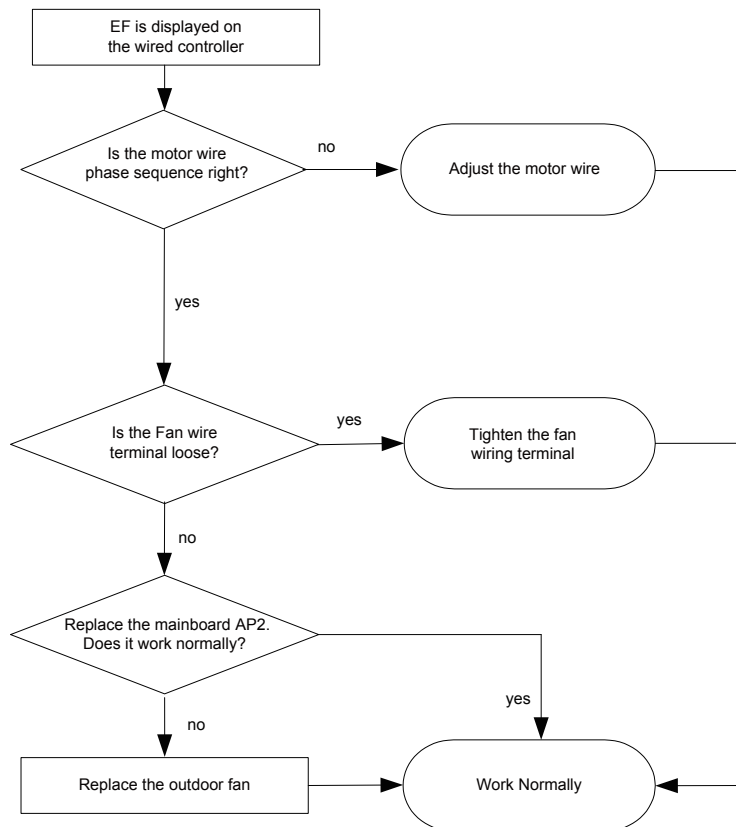 EF is displayed on
the wired controller
Is the motor wire
phase sequence right?
no
Adjust the motor wire
yes
Is the Fan wire
terminal loose?
yes
Tighten the fan
wiring terminal
no
Replace the mainboard AP2.
Does it work normally?
yes
no
Replace the outdoor fan
Work Normally